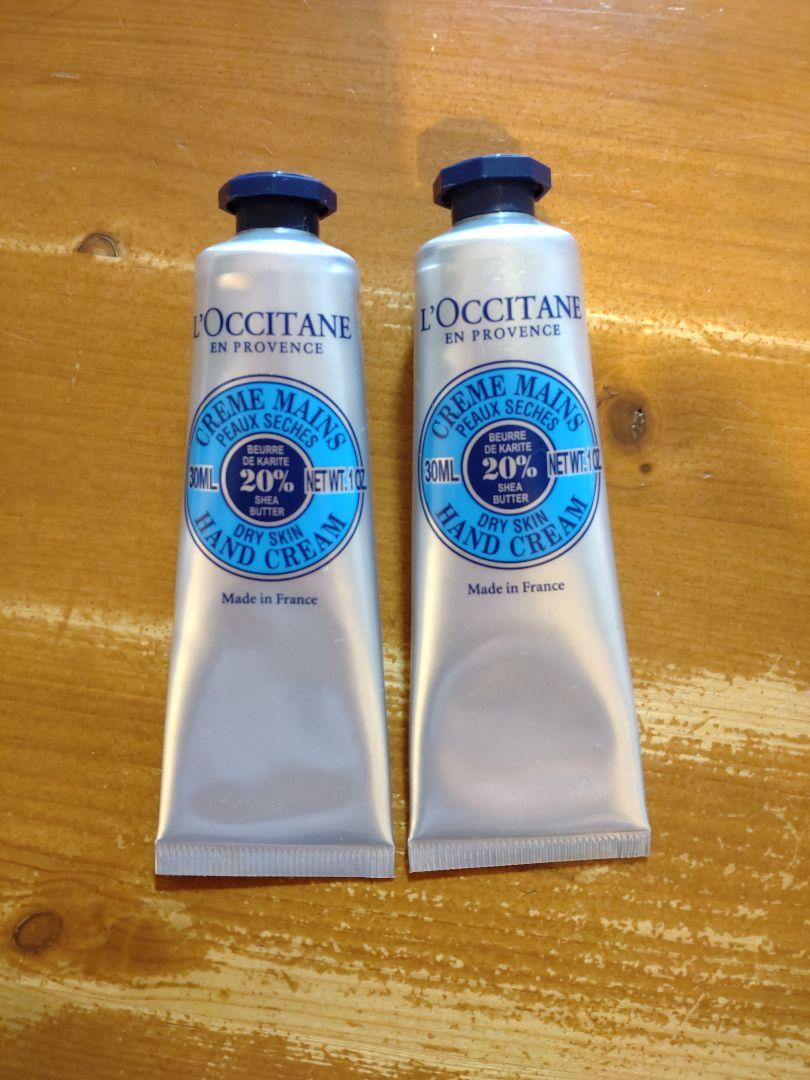 L'OCCITANE
EN PROVENCE
CREME MAINS
PEAUX SECHES
BEURRE
DE KARITE
30ML 20% NET WT. 1 OZ.
SHEA
BUTTER
DRY SKIN
HAND CREAM
Made in France
L'OCCITANE
EN PROVENCE
CREME MAINS
PEAUX SECHES
BEURRE
DE KARITE
30ML 20% NET WT. 1 OZ
SHEA
BUTTER
DRY SKIN
HAND CREAM
Made in France